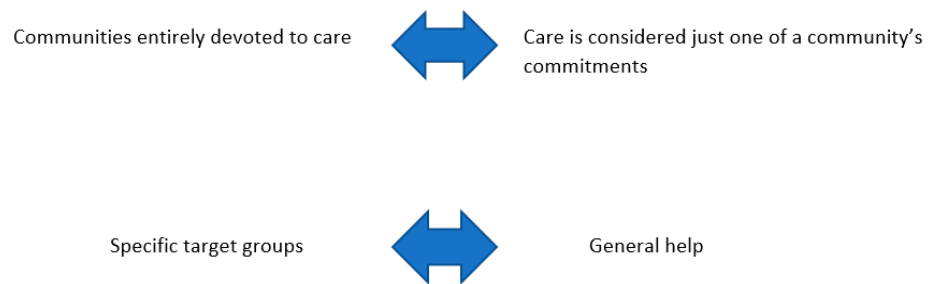 Communities entirely devoted to care
Care is considered just one of a community’s
commitments
Specific target groups
General help